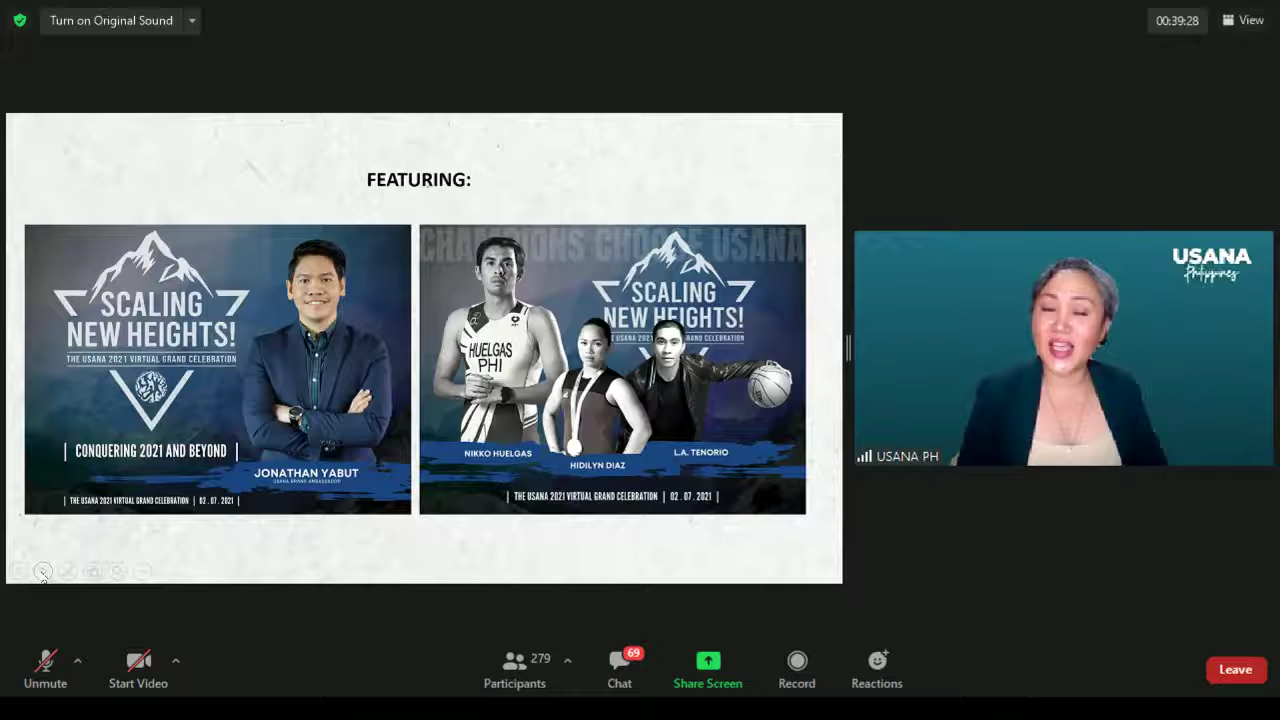 Turn on Original Sound
00:39:28
View
FEATURING:
SCALING
NEW HEIGHTS!
THE USANA 2021 VIRTUAL GRAND CELEBRATION
CONQUERING 2021 AND BEYOND
JONATHAN YABUT
USANA BRAND AMBASSADOR
THE USANA 2021 VIRTUAL GRAND CELEBRATION | 02 . 07 . 2021 |
CHAMPIONS CHOOSE USANA
SCALING
NEW HEIGHTS!
THE USANA 2021 VIRTUAL GRAND CELEBRATION
HUELGAS
PHI
NIKKO HUELGAS
HIDILYN DIAZ
L.A. TENORIO
THE USANA 2021 VIRTUAL GRAND CELEBRATION | 02 . 07 . 2021 |
USANA
Philippines
USANA PH
Unmute
Start Video
279
Participants
69
Chat
Share Screen
Record
Reactions
Leave